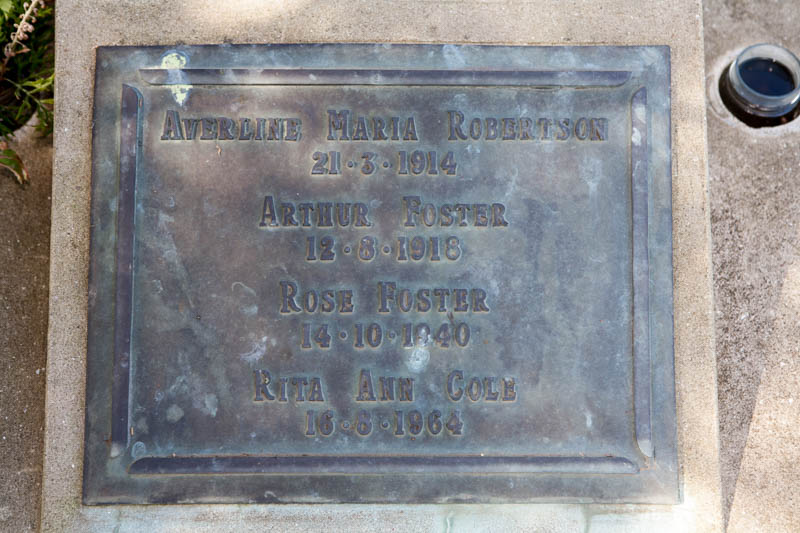 AVERLINE MARIA ROBERTSON
21·3·1914
ARTHUR FOSTER
12·8·1918
ROSE FOSTER
14·10·1940
RITA ANN COLE
16·8·1964